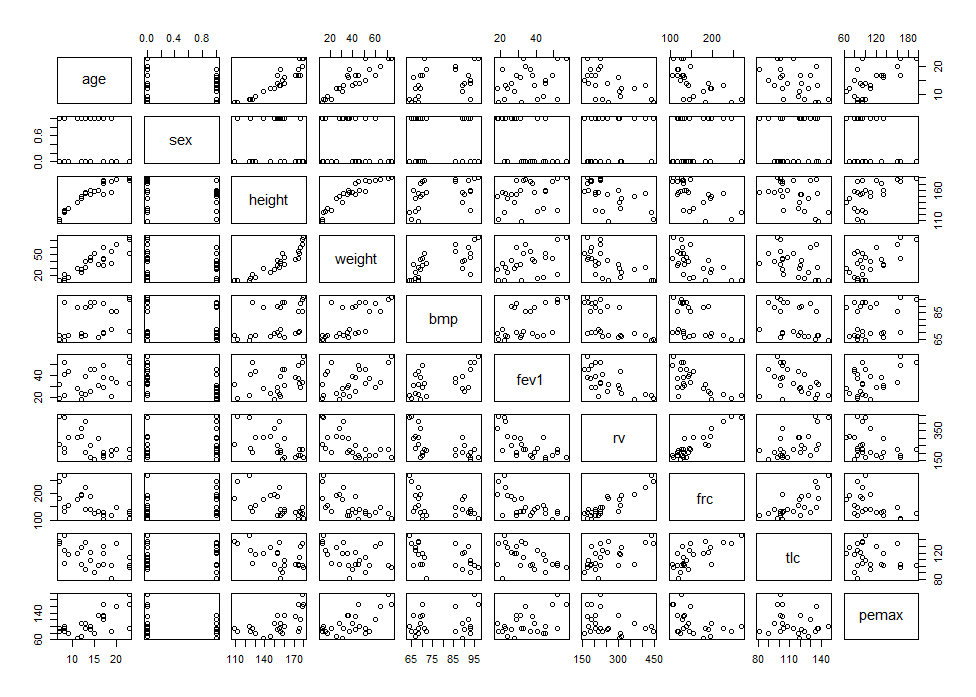 0.0 0.4 0.8 20 40 60 20 40 100 200 60 120 180
age 10 20
0.0 0.6 sex
height 110 160
20 50 weight
bmp 65 85
20 40 fev1
rv 150 350
100 200 frc
tlc 80 120
60 140 pemax
10 15 20 110 140 170 65 75 85 95 150 300 450 80 110 140